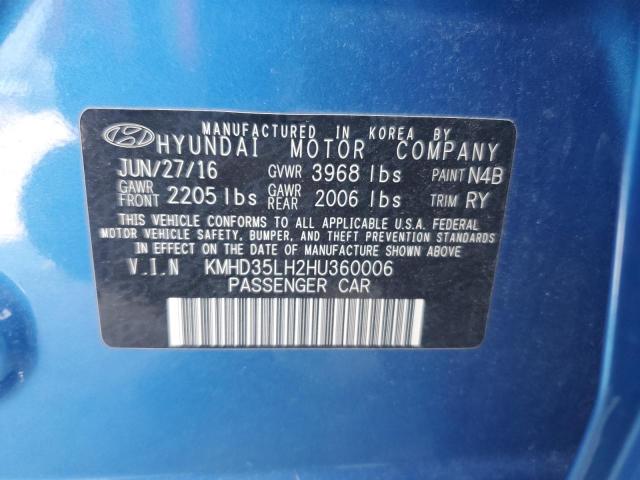 MANUFACTURED IN KOREA BY
HYUNDAI MOTOR COMPANY
JUN/27/16 GVWR 3968 lbs PAINT N4B
GAWR FRONT 2205 lbs GAWR REAR 2006 lbs TRIM RY
THIS VEHICLE CONFORMS TO ALL APPLICABLE U.S.A. FEDERAL
MOTOR VEHICLE SAFETY, BUMPER, AND THEFT PREVENTION STANDARDS
IN EFFECT ON THE DATE OF MANUFACTURE SHOWN ABOVE.
V.I.N KMHD35LH2HU360006
PASSENGER CAR